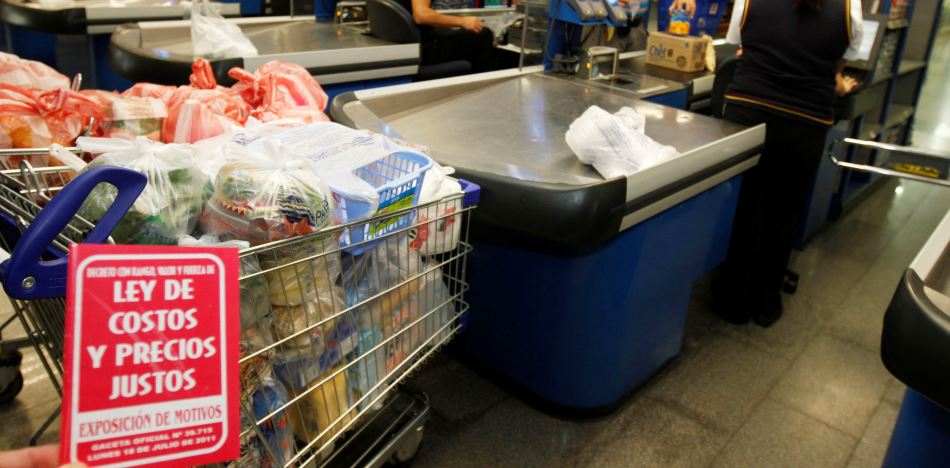 DECRETO CON RANGO, VALOR Y FUERZA DE
LEY DE
COSTOS
Y PRECIOS
JUSTOS
EXPOSICIÓN DE MOTIVOS
GACETA OFICIAL Nº 39.715
LUNES 18 DE JULIO DE 2011
Chéer